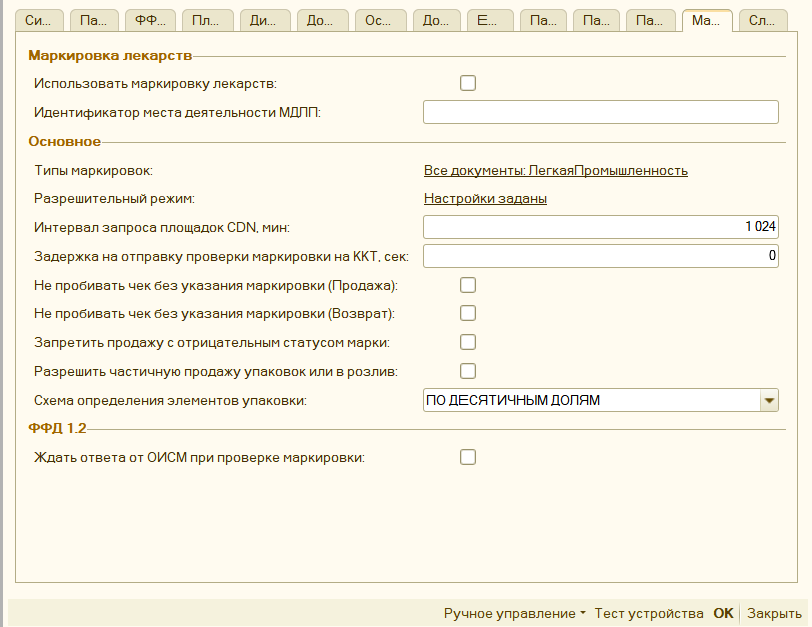 Си... Па... ФФ... Пл... Ди... До... Ос... До... Е... Па... Па... Па... Ма... Сл...
Маркировка лекарств
Использовать маркировку лекарств:
Идентификатор места деятельности МДЛП:
Основное
Типы маркировок: Все документы: ЛегкаяПромышленность
Разрешительный режим: Настройки заданы
Интервал запроса площадок CDN, мин: 1 024
Задержка на отправку проверки маркировки на ККТ, сек: 0
Не пробивать чек без указания маркировки (Продажа):
Не пробивать чек без указания маркировки (Возврат):
Запретить продажу с отрицательным статусом марки:
Разрешить частичную продажу упаковок или в розлив:
Схема определения элементов упаковки: ПО ДЕСЯТИЧНЫМ ДОЛЯМ
ФФД 1.2
Ждать ответа от ОИСМ при проверке маркировки:
Ручное управление Тест устройства ОК Закрыть